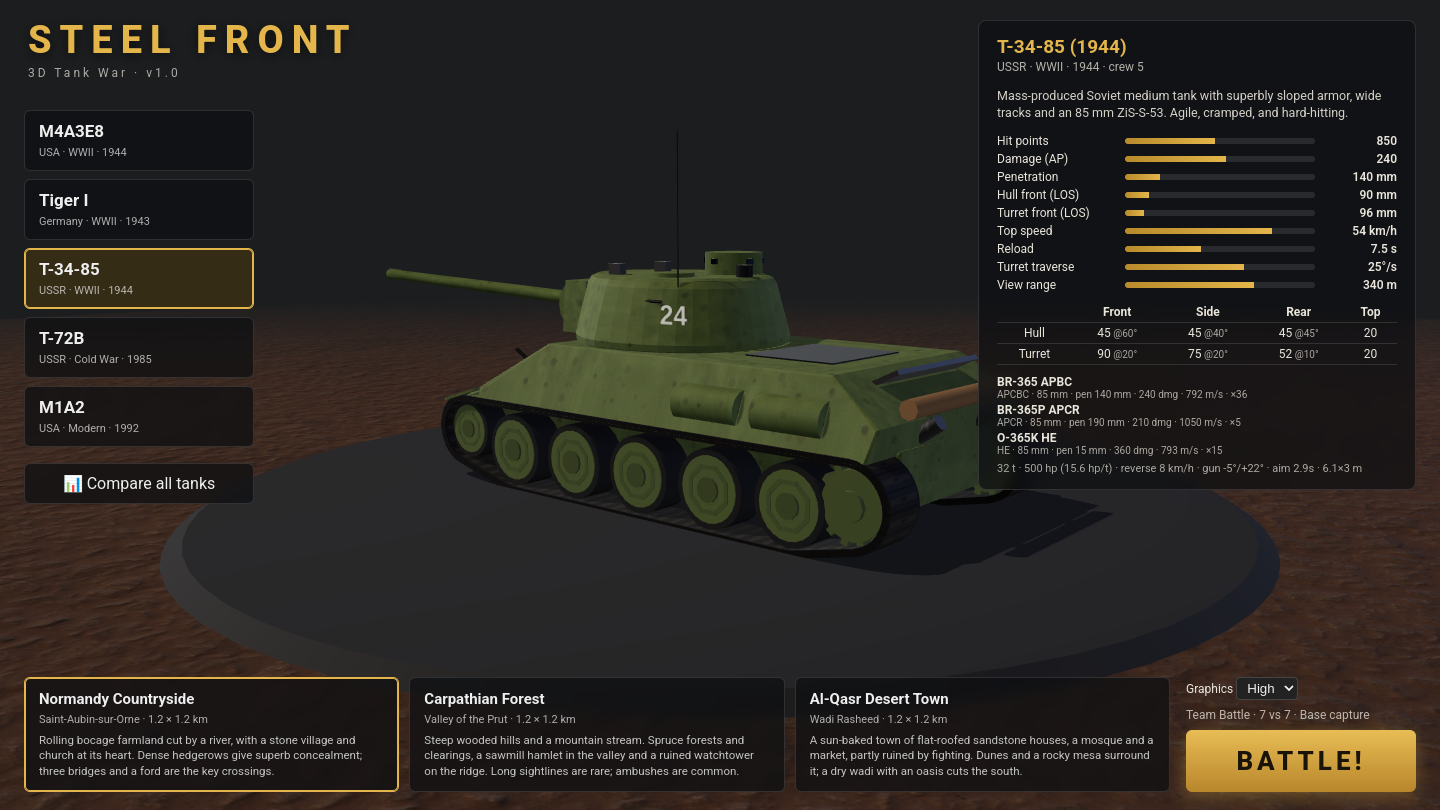 STEEL FRONT
3D Tank War · v1.0
M4A3E8
USA · WWII · 1944
Tiger I
Germany · WWII · 1943
T-34-85
USSR · WWII · 1944
T-72B
USSR · Cold War · 1985
M1A2
USA · Modern · 1992
📊 Compare all tanks
24
T-34-85 (1944)
USSR · WWII · 1944 · crew 5
Mass-produced Soviet medium tank with superbly sloped armor, wide
tracks and an 85 mm ZiS-S-53. Agile, cramped, and hard-hitting.
Hit points 850
Damage (AP) 240
Penetration 140 mm
Hull front (LOS) 90 mm
Turret front (LOS) 96 mm
Top speed 54 km/h
Reload 7.5 s
Turret traverse 25°/s
View range 340 m
Front Side Rear Top
Hull 45 @60° 45 @40° 45 @45° 20
Turret 90 @20° 75 @20° 52 @10° 20
BR-365 APBC
APCBC · 85 mm · pen 140 mm · 240 dmg · 792 m/s · ×36
BR-365P APCR
APCR · 85 mm · pen 190 mm · 210 dmg · 1050 m/s · ×5
O-365K HE
HE · 85 mm · pen 15 mm · 360 dmg · 793 m/s · ×15
32 t · 500 hp (15.6 hp/t) · reverse 8 km/h · gun -5°/+22° · aim 2.9s · 6.1×3 m
Normandy Countryside
Saint-Aubin-sur-Orne · 1.2 × 1.2 km
Rolling bocage farmland cut by a river, with a stone village and
church at its heart. Dense hedgerows give superb concealment;
three bridges and a ford are the key crossings.
Carpathian Forest
Valley of the Prut · 1.2 × 1.2 km
Steep wooded hills and a mountain stream. Spruce forests and
clearings, a sawmill hamlet in the valley and a ruined watchtower
on the ridge. Long sightlines are rare; ambushes are common.
Al-Qasr Desert Town
Wadi Rasheed · 1.2 × 1.2 km
A sun-baked town of flat-roofed sandstone houses, a mosque and a
market, partly ruined by fighting. Dunes and a rocky mesa surround
it; a dry wadi with an oasis cuts the south.
Graphics High
Team Battle · 7 vs 7 · Base capture
BATTLE!